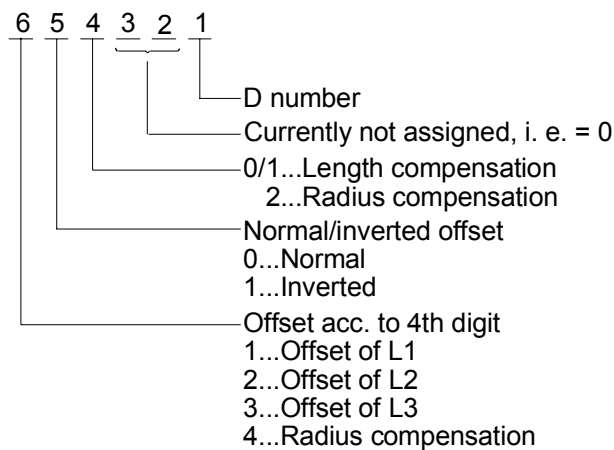 6 5 4 3 2 1
D number
Currently not assigned, i. e. = 0
0/1...Length compensation
2...Radius compensation
Normal/inverted offset
0...Normal
1...Inverted
Offset acc. to 4th digit
1...Offset of L1
2...Offset of L2
3...Offset of L3
4...Radius compensation